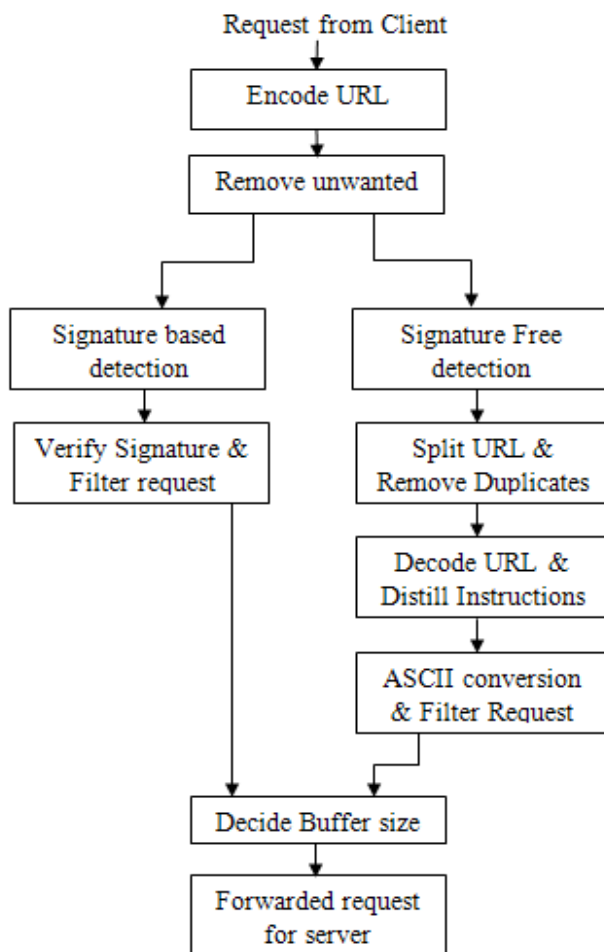 Request from Client
Encode URL
Remove unwanted
Signature based
detection
Signature Free
detection
Verify Signature &
Filter request
Split URL &
Remove Duplicates
Decode URL &
Distill Instructions
ASCII conversion
& Filter Request
Decide Buffer size
Forwarded request
for server